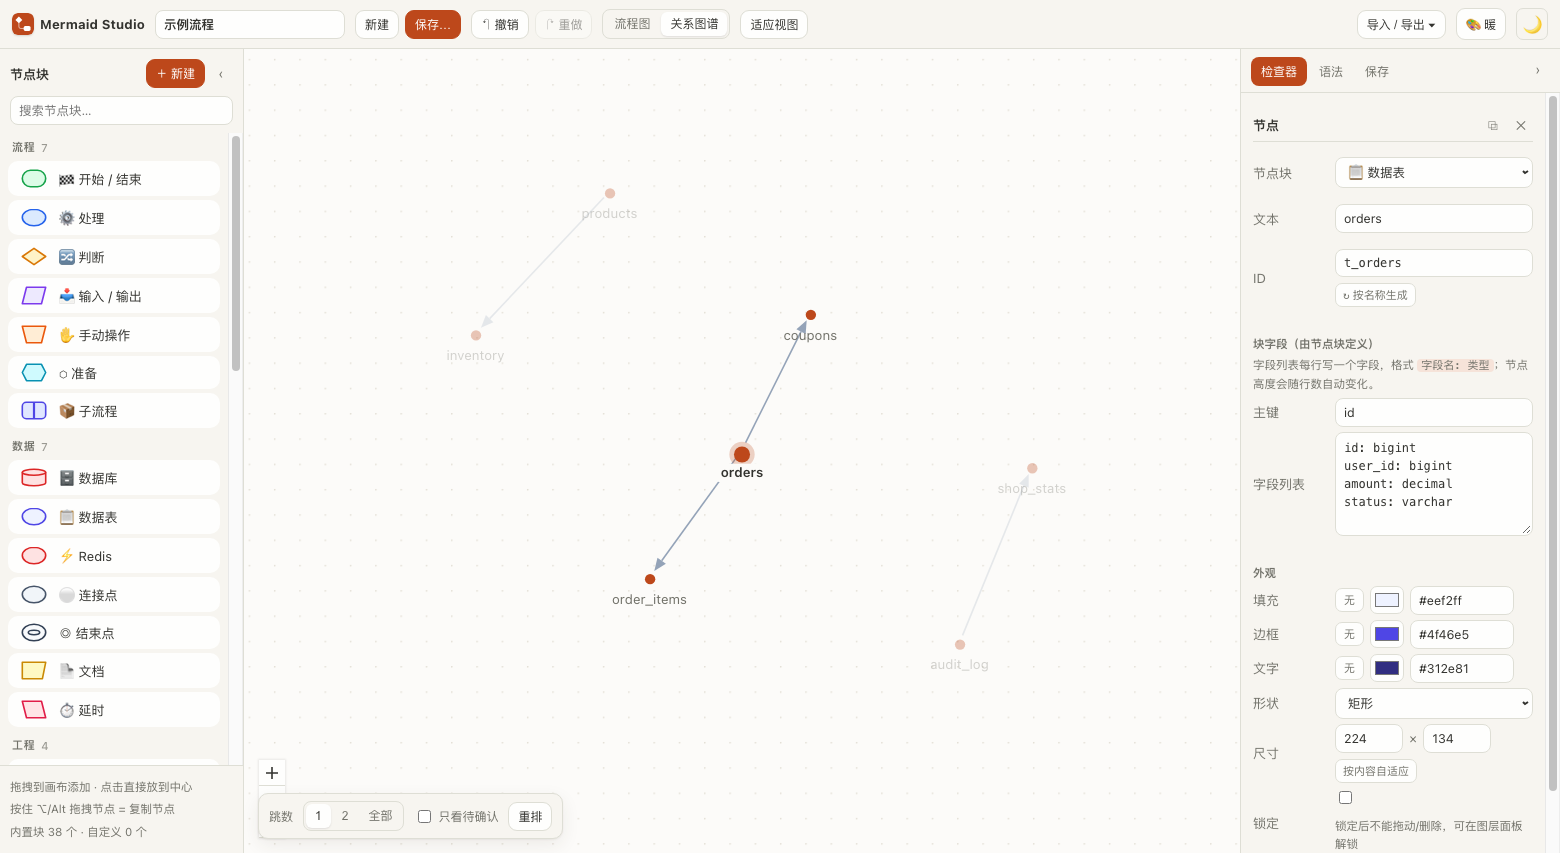 Mermaid Studio
示例流程
新建
保存...
撤销
重做
流程图
关系图谱
适应视图
导入 / 导出
暖
节点块
＋ 新建
‹
搜索节点块...
流程 7
开始 / 结束
处理
判断
输入 / 输出
手动操作
准备
子流程
数据 7
数据库
数据表
Redis
连接点
结束点
文档
延时
工程 4
拖拽到画布添加 · 点击直接放到中心
按住 ⌥/Alt 拖拽节点 = 复制节点
内置块 38 个 · 自定义 0 个
products
inventory
coupons
orders
order_items
shop_stats
audit_log
+
跳数
1
2
全部
只看待确认
重排
检查器
语法
保存
›
节点
节点块
数据表
文本
orders
ID
t_orders
↻ 按名称生成
块字段（由节点块定义）
字段列表每行写一个字段，格式 字段名: 类型；节点
高度会随行数自动变化。
主键
id
字段列表
id: bigint
user_id: bigint
amount: decimal
status: varchar
外观
填充
无
#eef2ff
边框
无
#4f46e5
文字
无
#312e81
形状
矩形
尺寸
224
×
134
按内容自适应
锁定
锁定后不能拖动/删除，可在图层面板
解锁